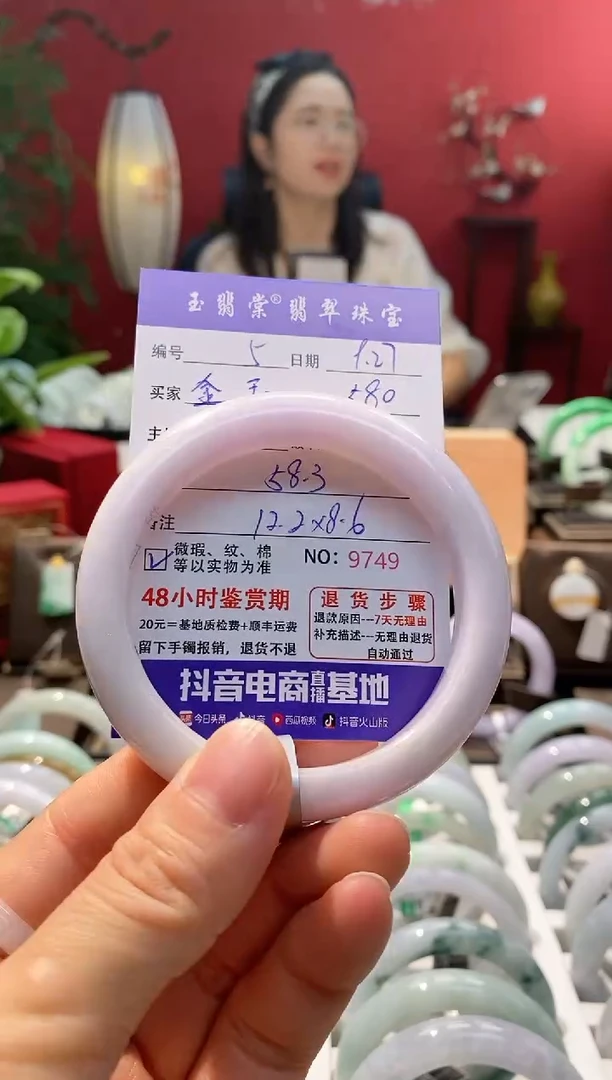 玉翡棠®翡翠珠宝
编号 5 日期 1.27
买家 金
58.3
备注 12.2x8.6
微瑕、纹、棉
等以实物为准
NO: 9749
48小时鉴赏期
20元=基地质检费+顺丰运费
留下手镯报销，退货不退
退货步骤
退款原因---7天无理由
补充描述---无理由退货
自动通过
抖音电商直播基地
今日头条 抖音 西瓜视频 抖音火山版